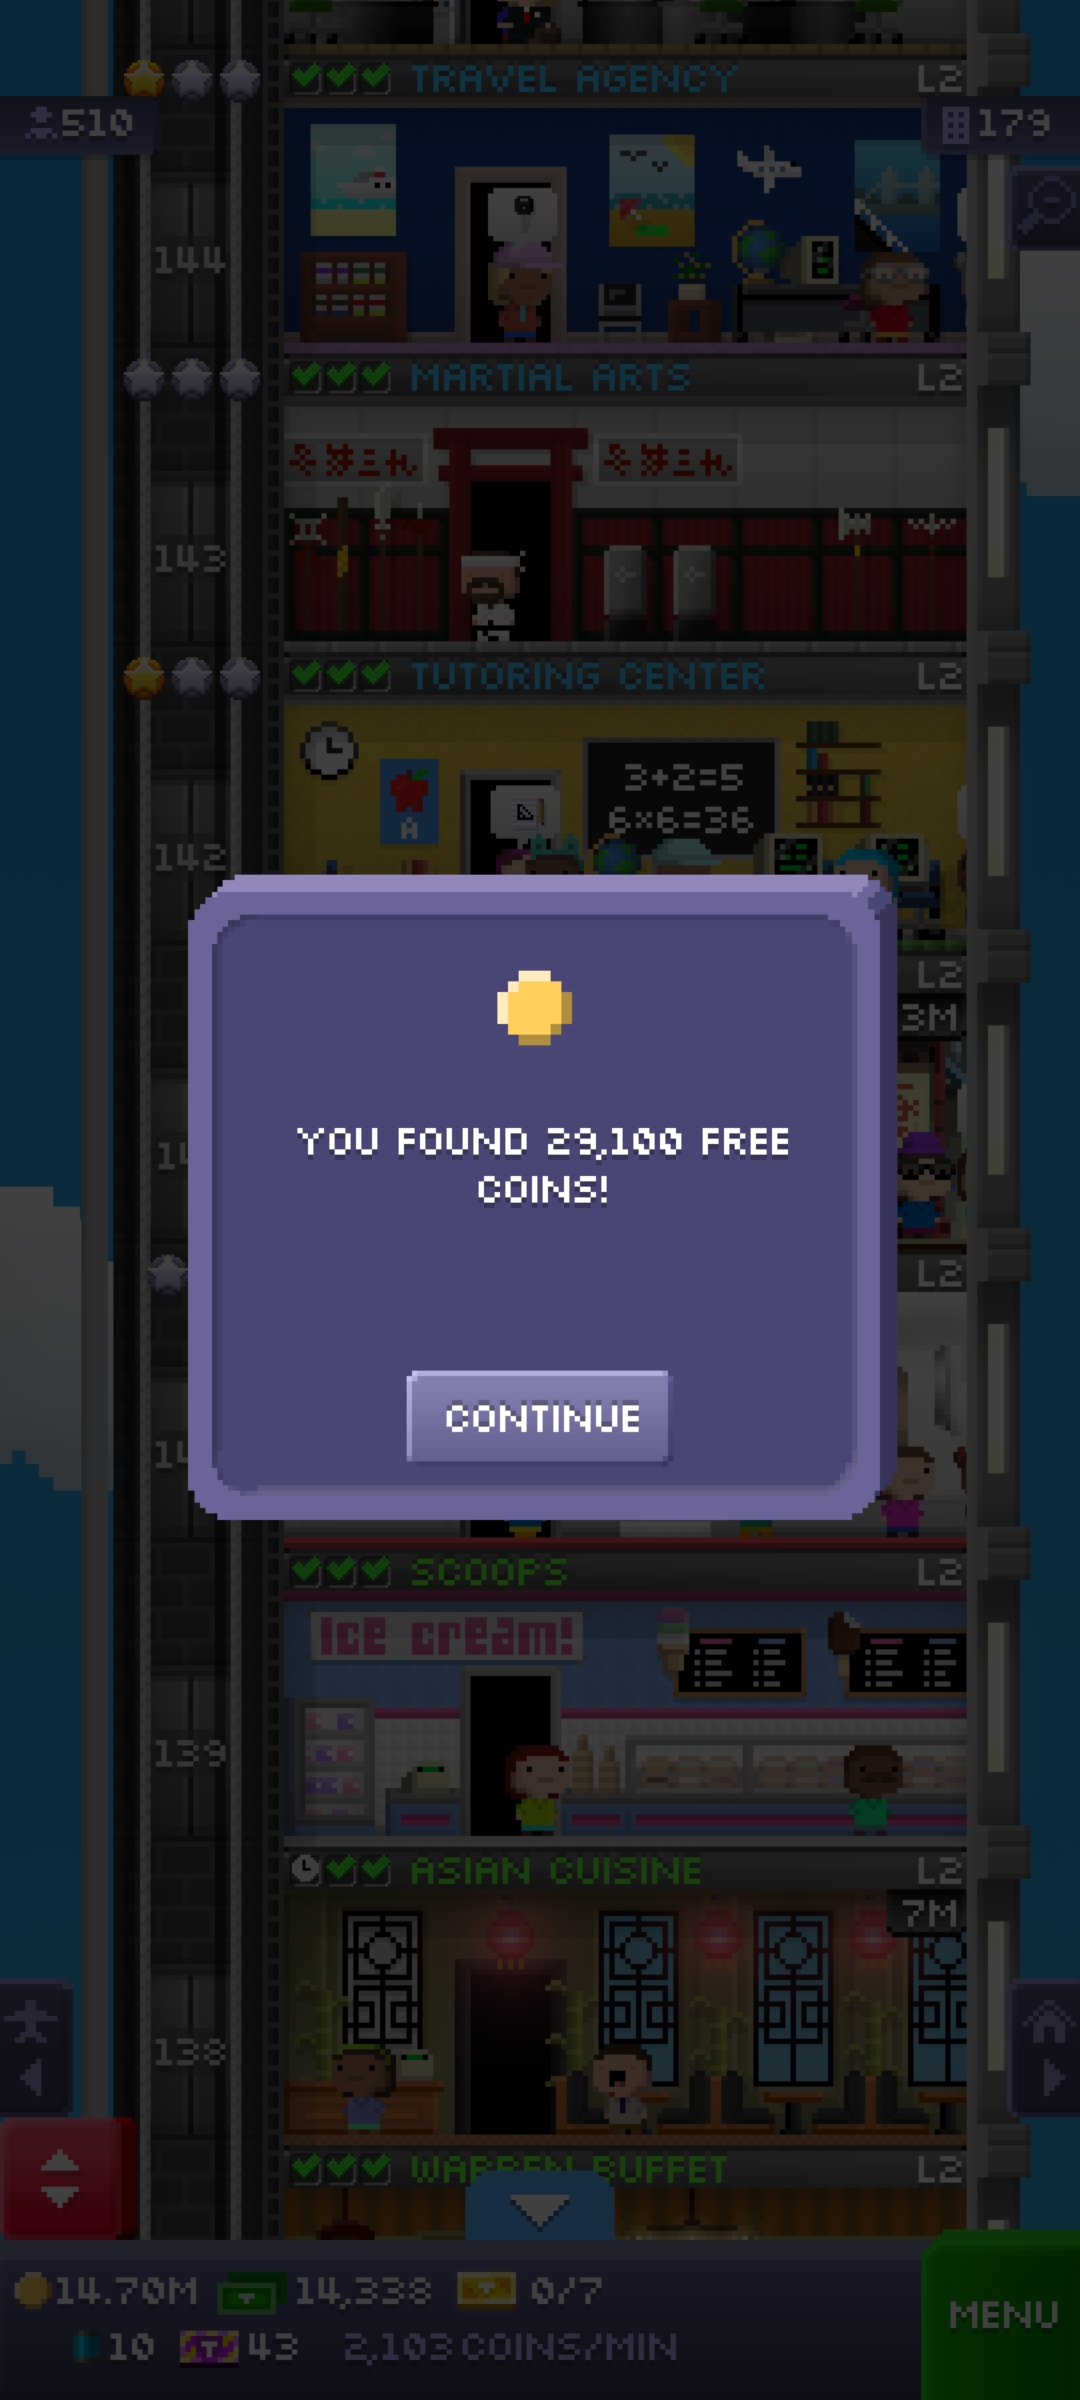 TRAVEL AGENCY L2
510
179
144
MARTIAL ARTS L2
143
TUTORING CENTER L2
3+2=5
6x6=36
A
142
L2
3M
YOU FOUND 29,100 FREE
COINS!
L2
CONTINUE
SCOOPS L2
Ice cream!
139
ASIAN CUISINE L2
7M
138
WARREN BUFFET L2
14.70M 14,338 0/7
MENU
10 T 43 2,103 COINS/MIN